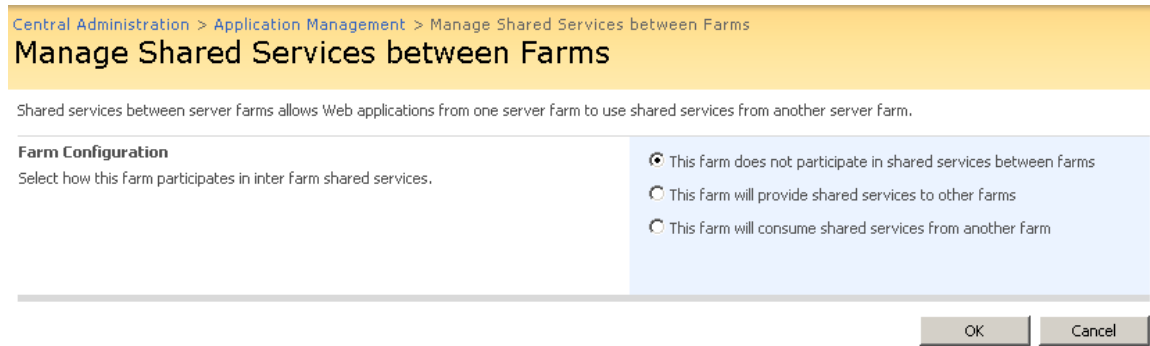 Central Administration > Application Management > Manage Shared Services between Farms
Manage Shared Services between Farms
Shared services between server farms allows Web applications from one server farm to use shared services from another server farm.
Farm Configuration
Select how this farm participates in inter farm shared services.
This farm does not participate in shared services between farms
This farm will provide shared services to other farms
This farm will consume shared services from another farm
OK
Cancel